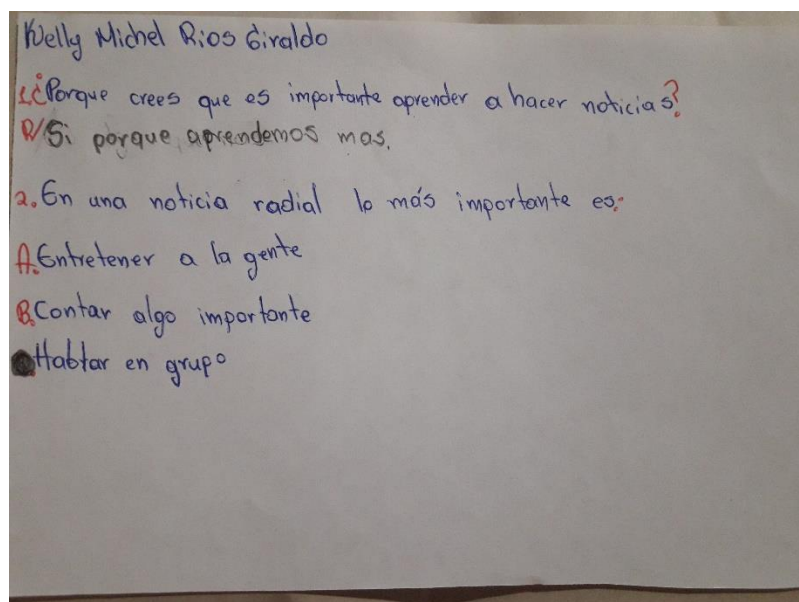 Kelly Michel Rios Giraldo
1.¿Porque crees que es importante aprender a hacer noticias?
R/Si porque aprendemos mas.
2. En una noticia radial lo más importante es:
A. Entretener a la gente
B. Contar algo importante
Hablar en grupo